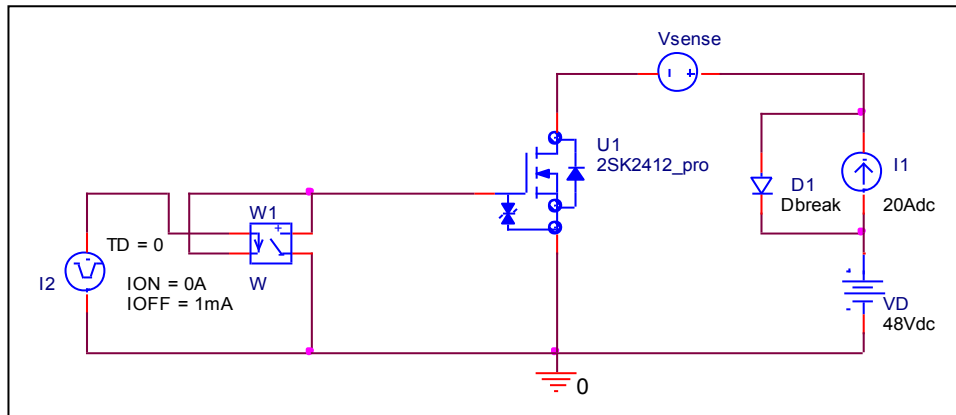 Vsense
U1
2SK2412_pro
D1
Dbreak
I1
20Adc
W1
TD = 0
I2
ION = 0A
IOFF = 1mA
W
VD
48Vdc
0